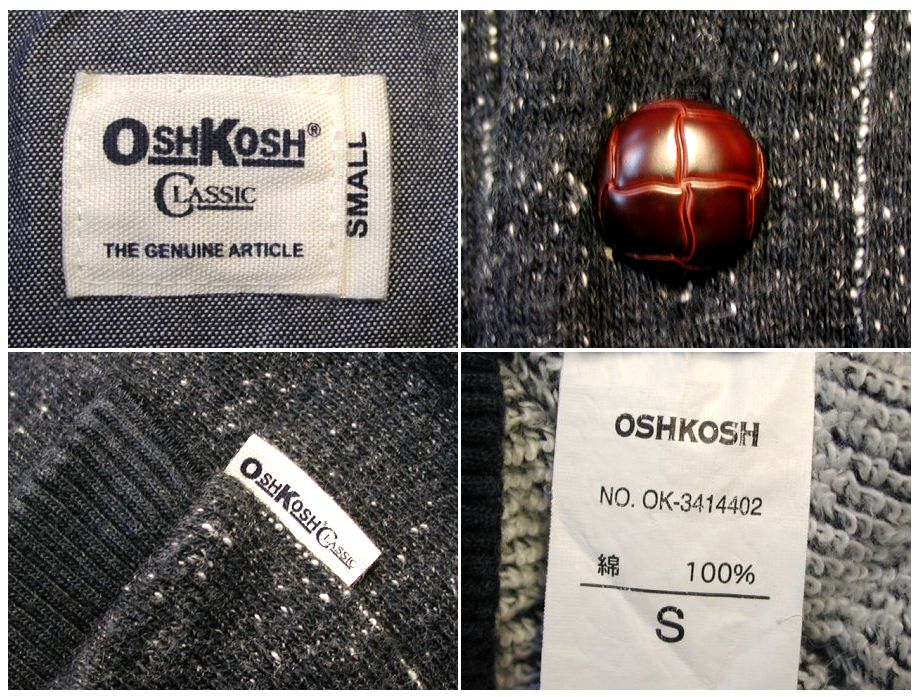 OSHKOSH®
CLASSIC
THE GENUINE ARTICLE
SMALL
OSHKOSH CLASSIC
OSHKOSH
NO. OK-3414402
綿 100%
S